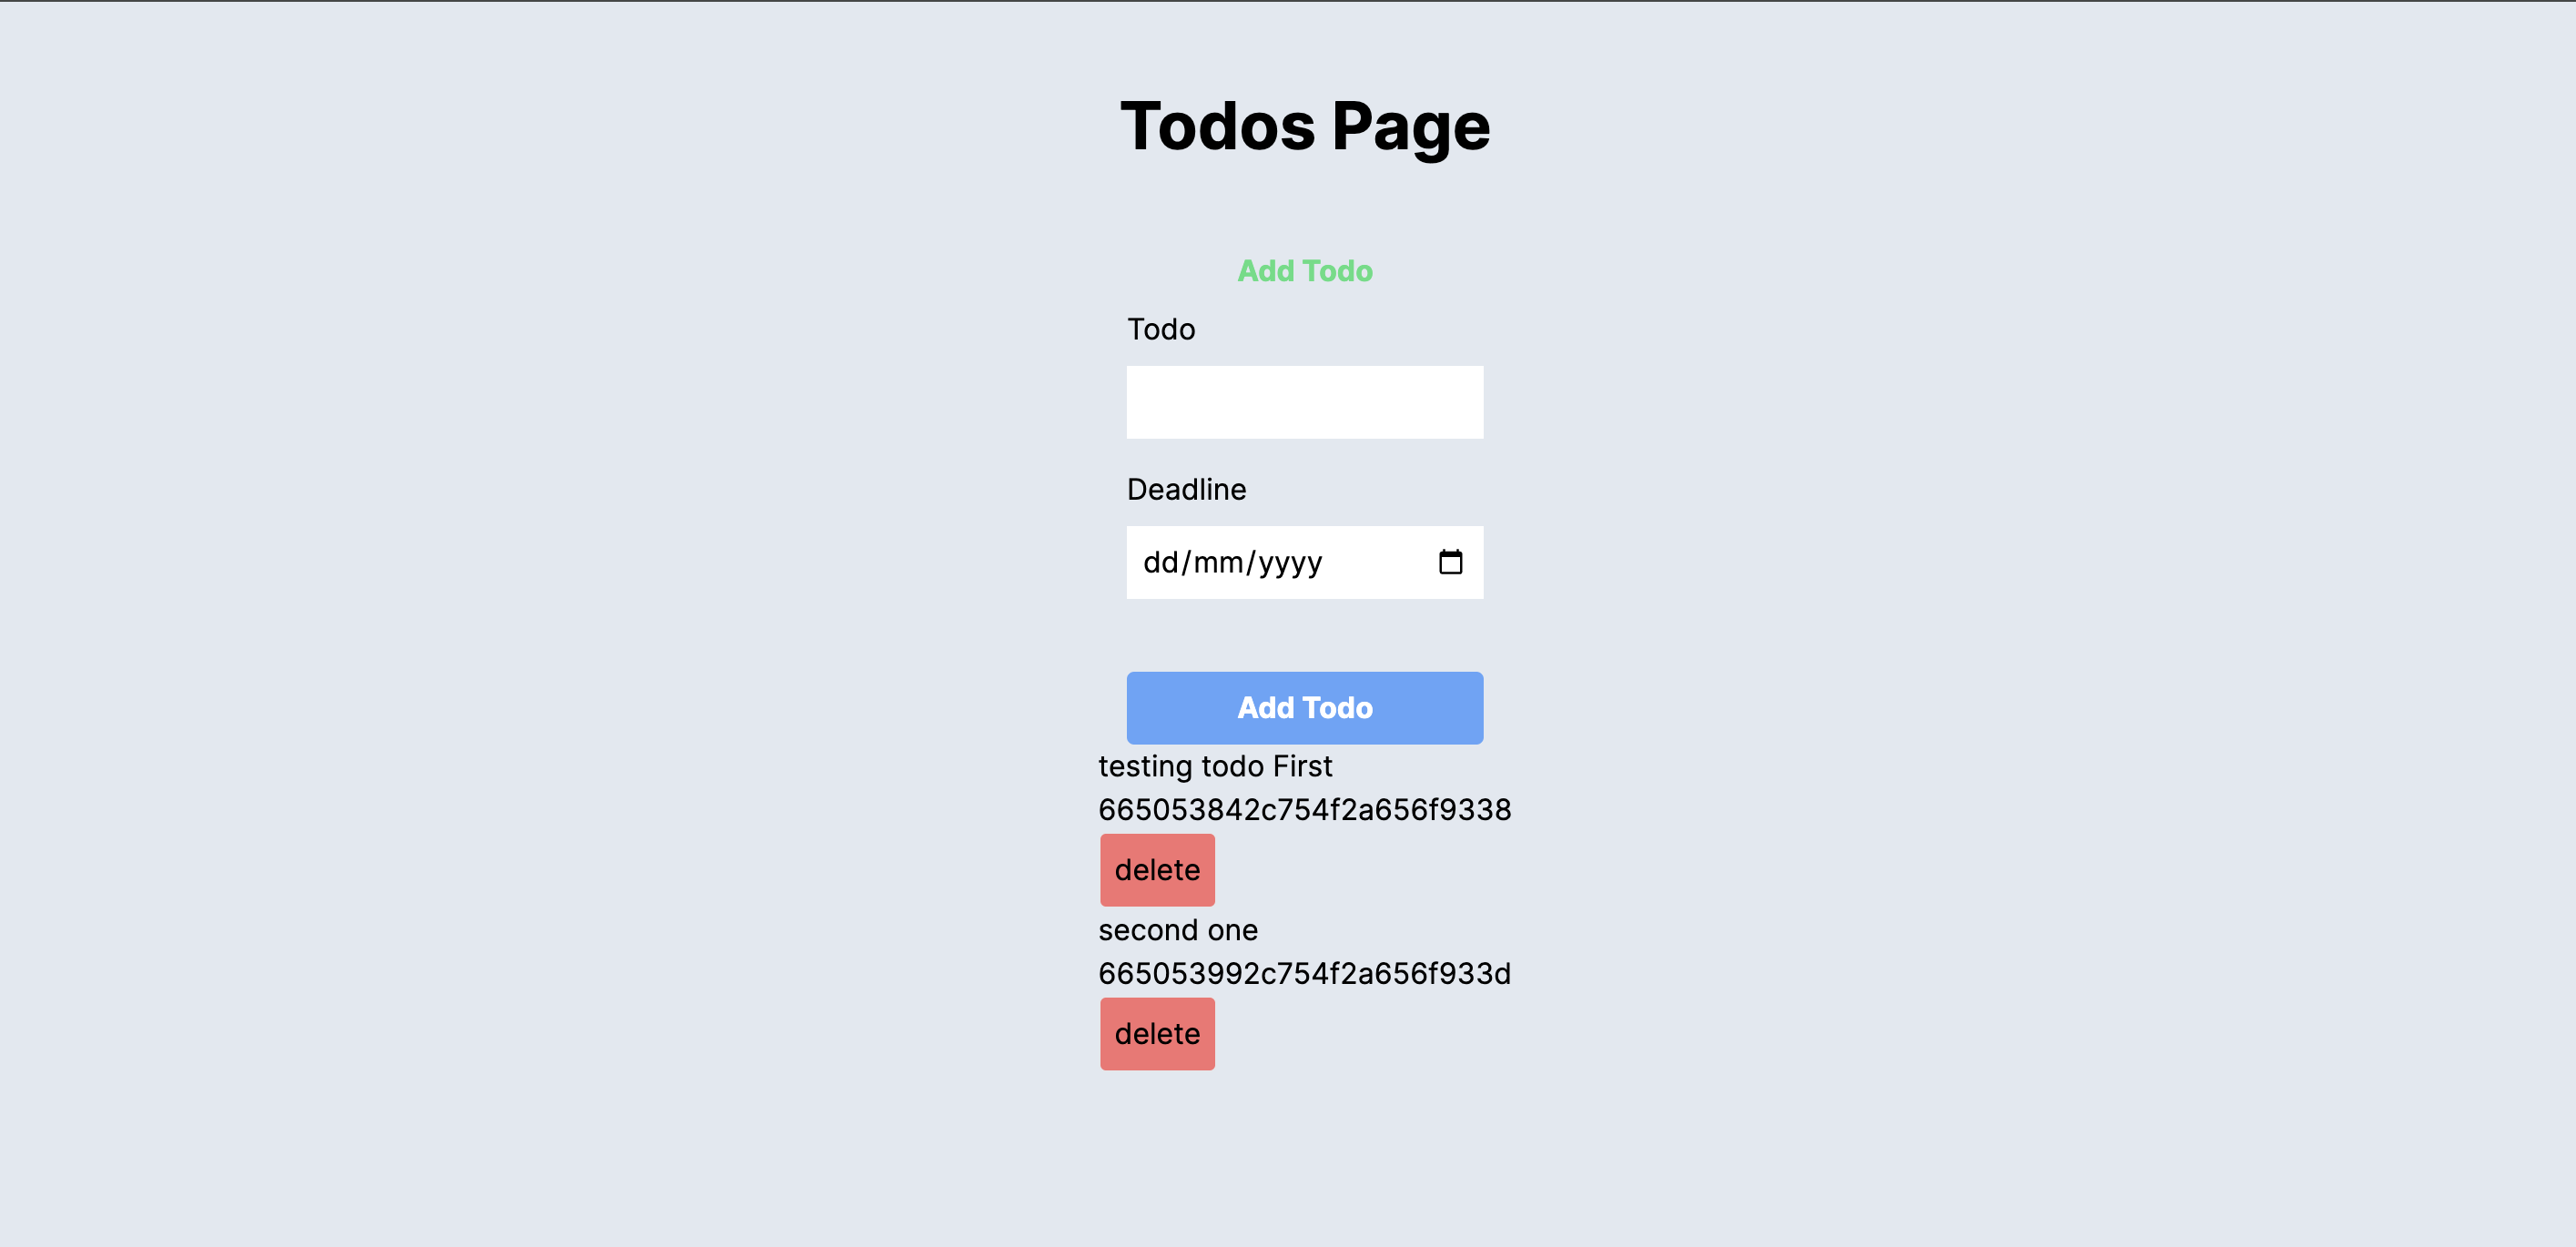 Todos Page
Add Todo
Todo
Deadline
dd/mm/yyyy
Add Todo
testing todo First
665053842c754f2a656f9338
delete
second one
665053992c754f2a656f933d
delete